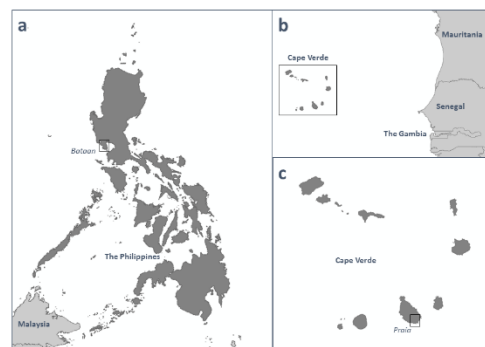 a
Bataan
The Philippines
Malaysia
b
Cape Verde
Mauritania
Senegal
The Gambia
c
Cape Verde
Praia